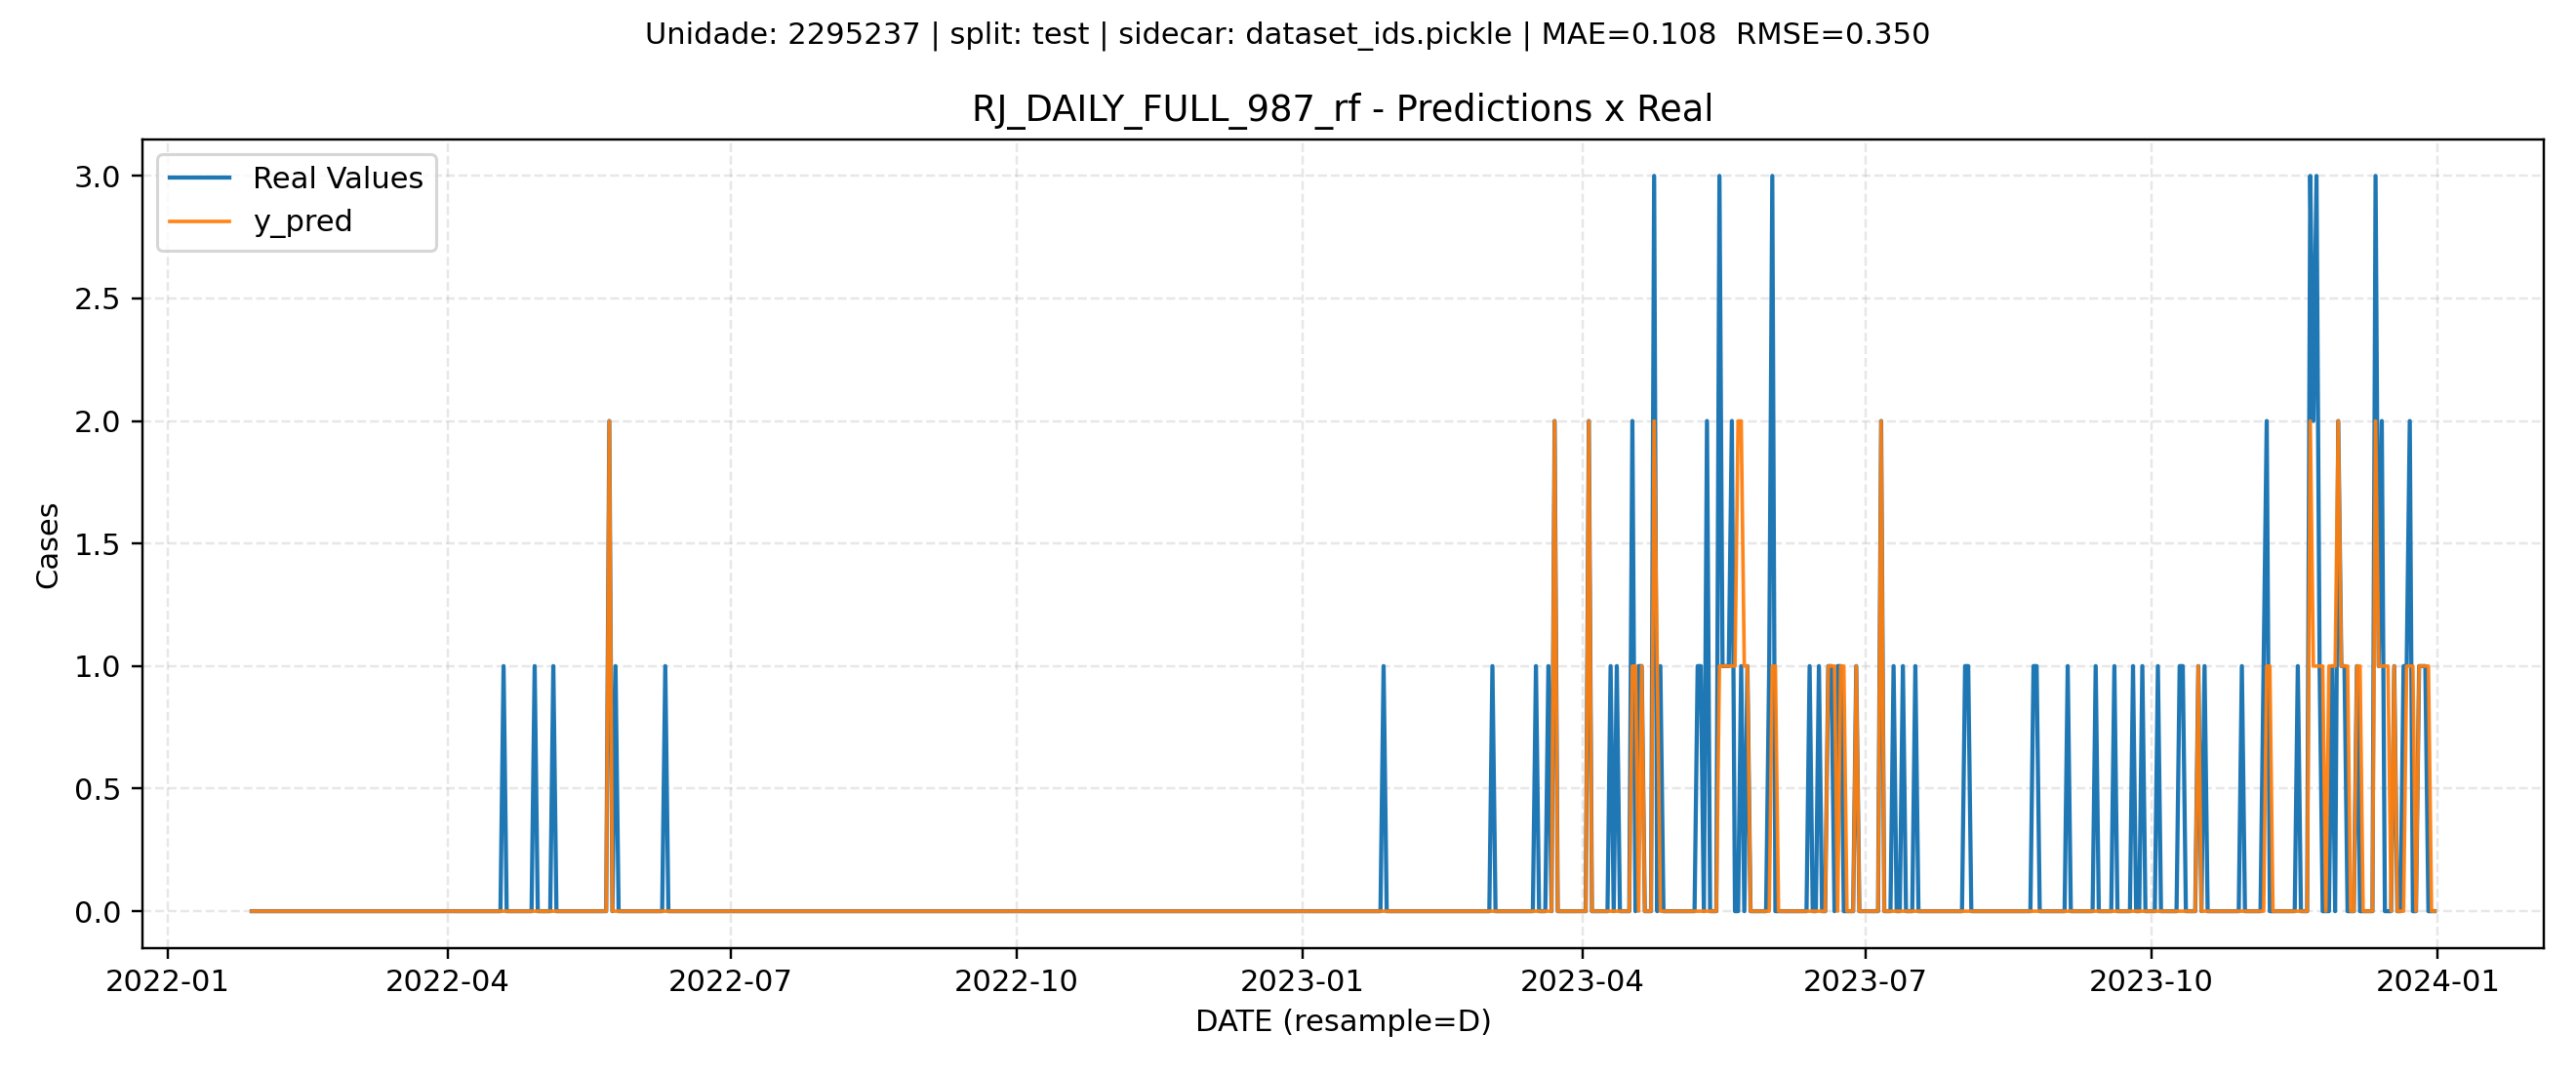 Unidade: 2295237 | split: test | sidecar: dataset_ids.pickle | MAE=0.108  RMSE=0.350
RJ_DAILY_FULL_987_rf - Predictions x Real
Real Values
y_pred
3.0
2.5
2.0
1.5
1.0
0.5
0.0
Cases
2022-01
2022-04
2022-07
2022-10
2023-01
2023-04
2023-07
2023-10
2024-01
DATE (resample=D)